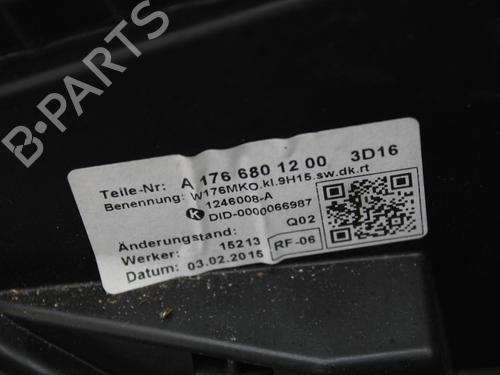 B-PARTS
Teile-Nr: A 176 680 12 00 3D16
Benennung: W176MKO.kl.9H15.sw.dk.rt
K 1246008-A
DID-0000066987
Änderungsstand: Q02
Werker: 15213 RF-06
Datum: 03.02.2015